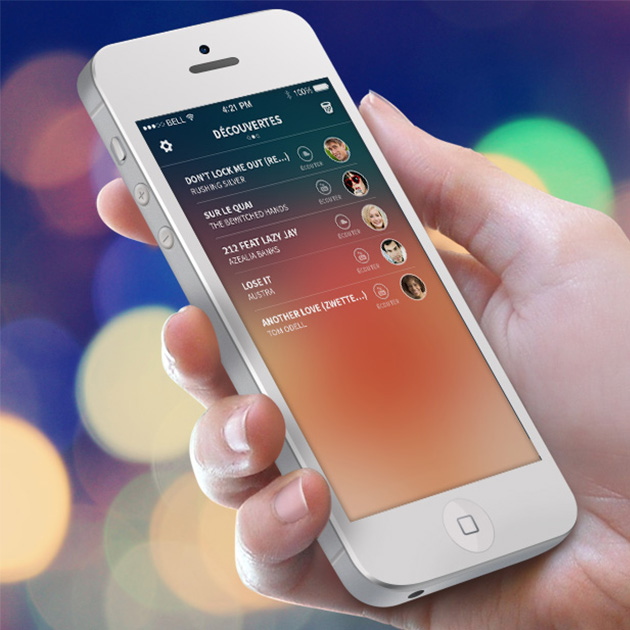 ●●●○○ BELL 4:21 PM 100%
DÉCOUVERTES
DON'T LOCK ME OUT (RE...)
RUSHING SILVER
ÉCOUTER
SUR LE QUAI
THE BEWITCHED HANDS
ÉCOUTER
212 FEAT LAZY JAY
AZEALIA BANKS
ÉCOUTER
LOSE IT
AUSTRA
ÉCOUTER
ANOTHER LOVE (ZWETTE...)
TOM ODELL
ÉCOUTER